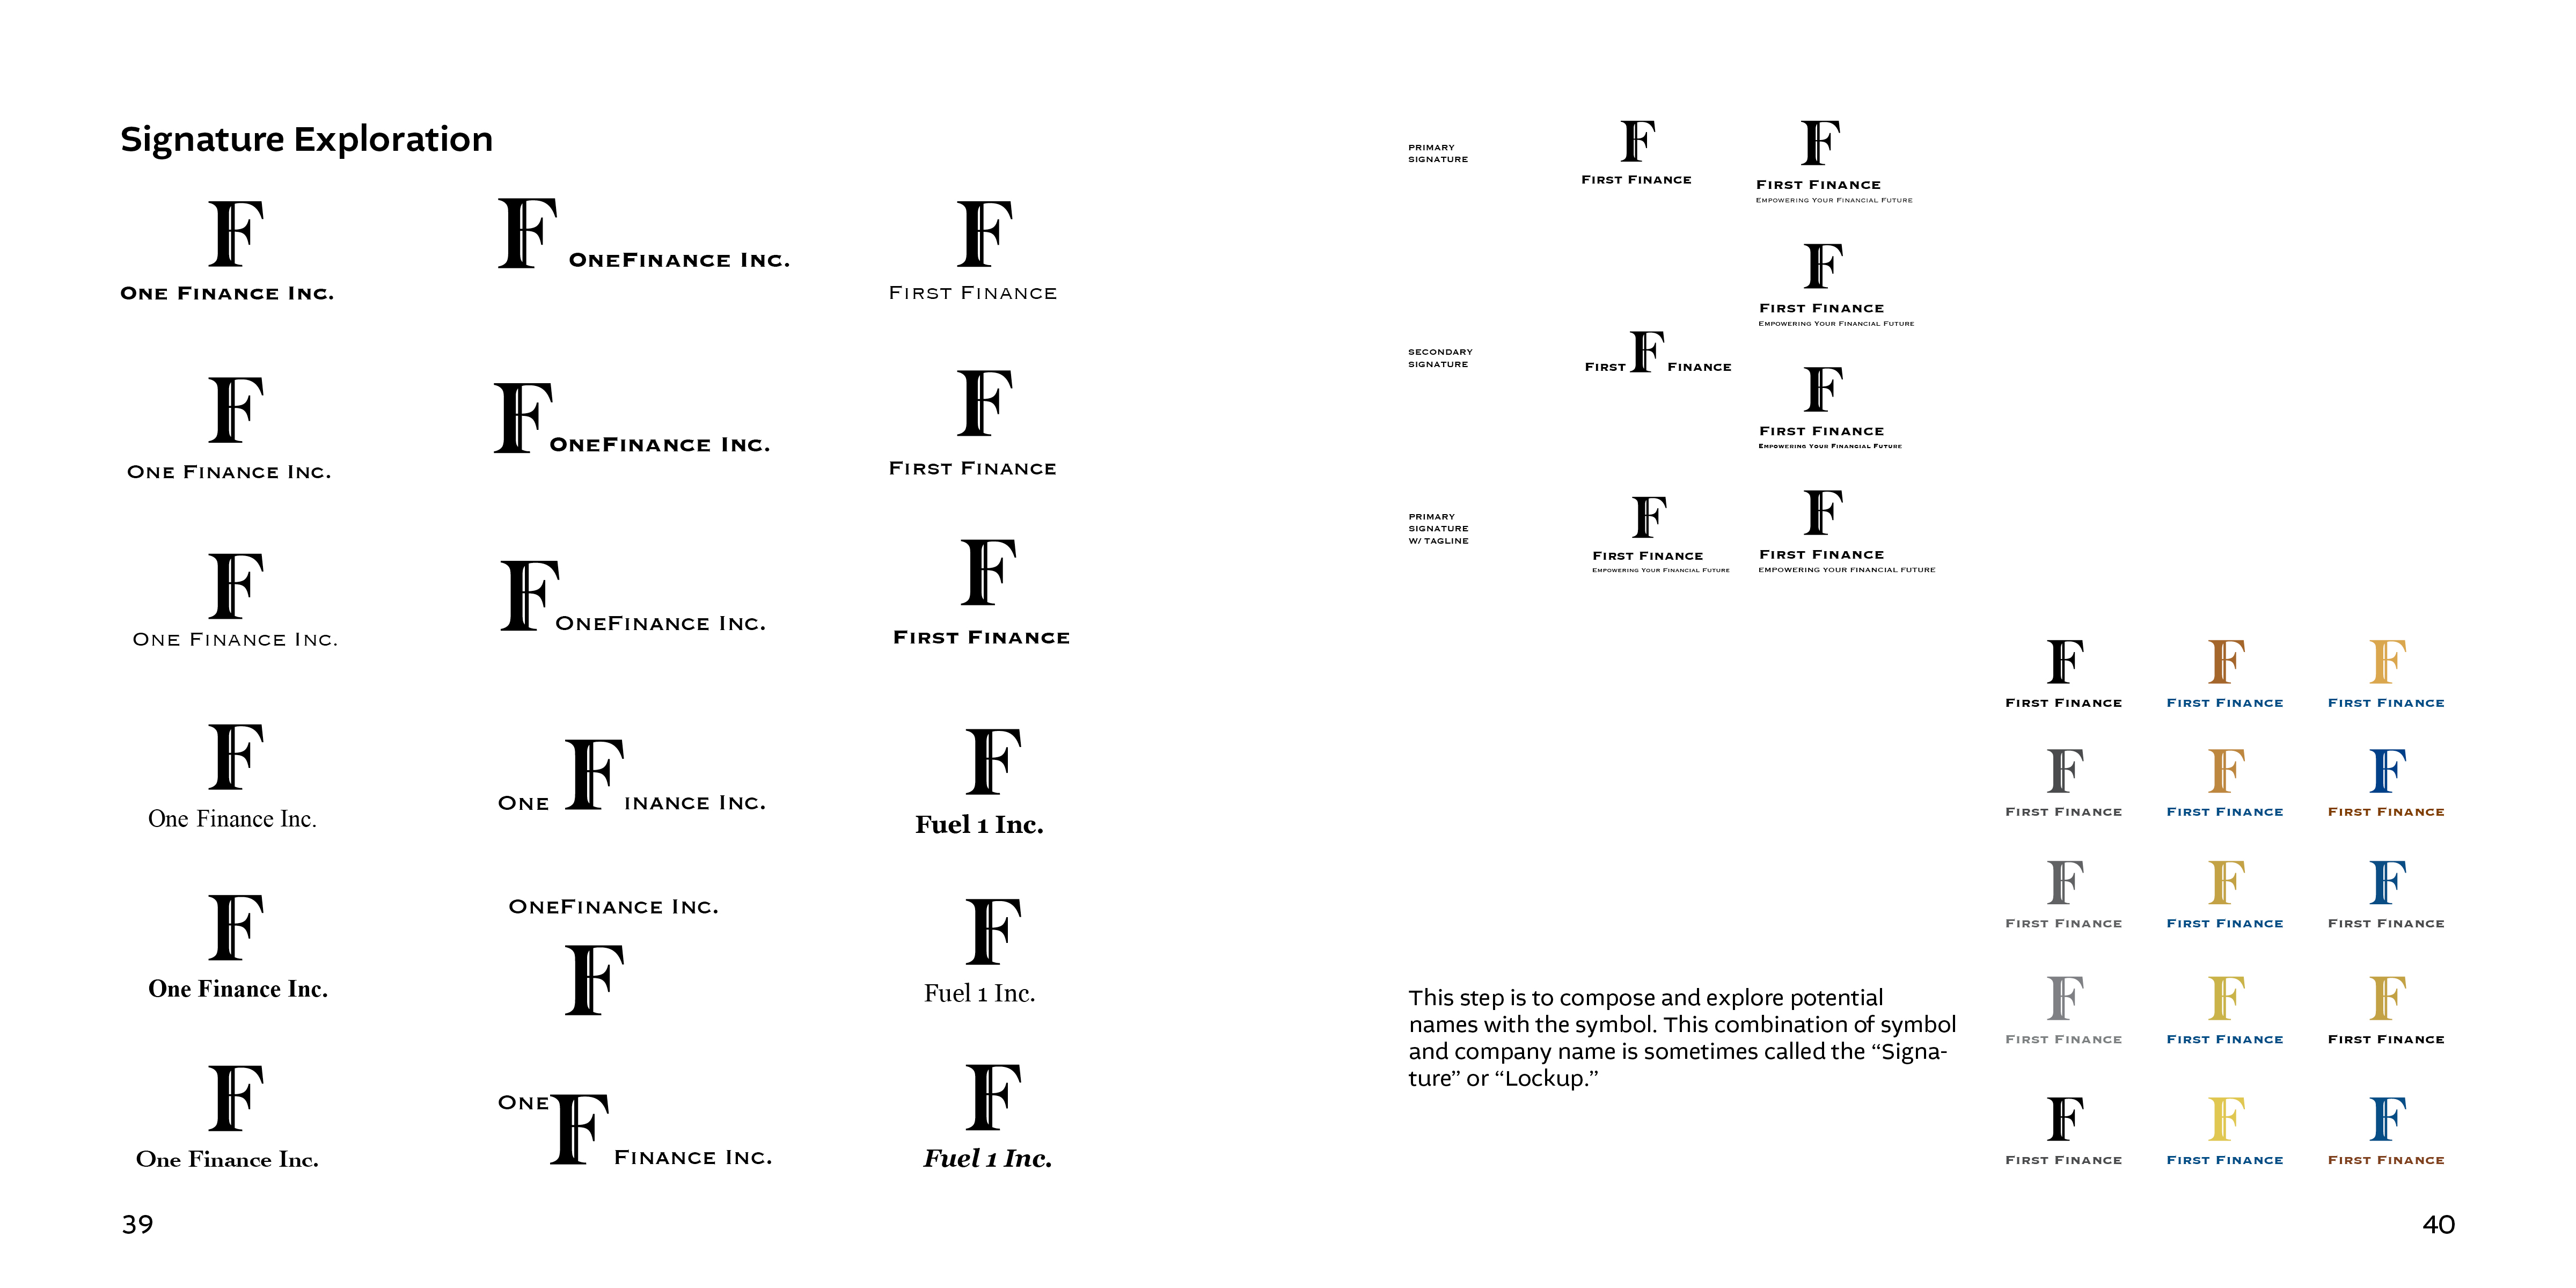 Signature Exploration
F
One Finance Inc.
F
OneFinance Inc.
F
First Finance
F
One Finance Inc.
F
OneFinance Inc.
F
First Finance
F
One Finance Inc.
F
OneFinance Inc.
F
First Finance
F
One Finance Inc.
One F inance Inc.
F
Fuel 1 Inc.
F
One Finance Inc.
OneFinance Inc.
F
F
Fuel 1 Inc.
F
One Finance Inc.
One F Finance Inc.
F
Fuel 1 Inc.
39
PRIMARY
SIGNATURE
F
First Finance
F
First Finance
Empowering Your Financial Future
F
First Finance
Empowering Your Financial Future
SECONDARY
SIGNATURE
First F Finance
F
First Finance
Empowering Your Financial Future
PRIMARY
SIGNATURE
W/ TAGLINE
F
First Finance
Empowering Your Financial Future
F
First Finance
EMPOWERING YOUR FINANCIAL FUTURE
F F F
First Finance First Finance First Finance
F F F
First Finance First Finance First Finance
F F F
First Finance First Finance First Finance
F F F
First Finance First Finance First Finance
F F F
First Finance First Finance First Finance
This step is to compose and explore potential
names with the symbol. This combination of symbol
and company name is sometimes called the “Signa-
ture” or “Lockup.”
40